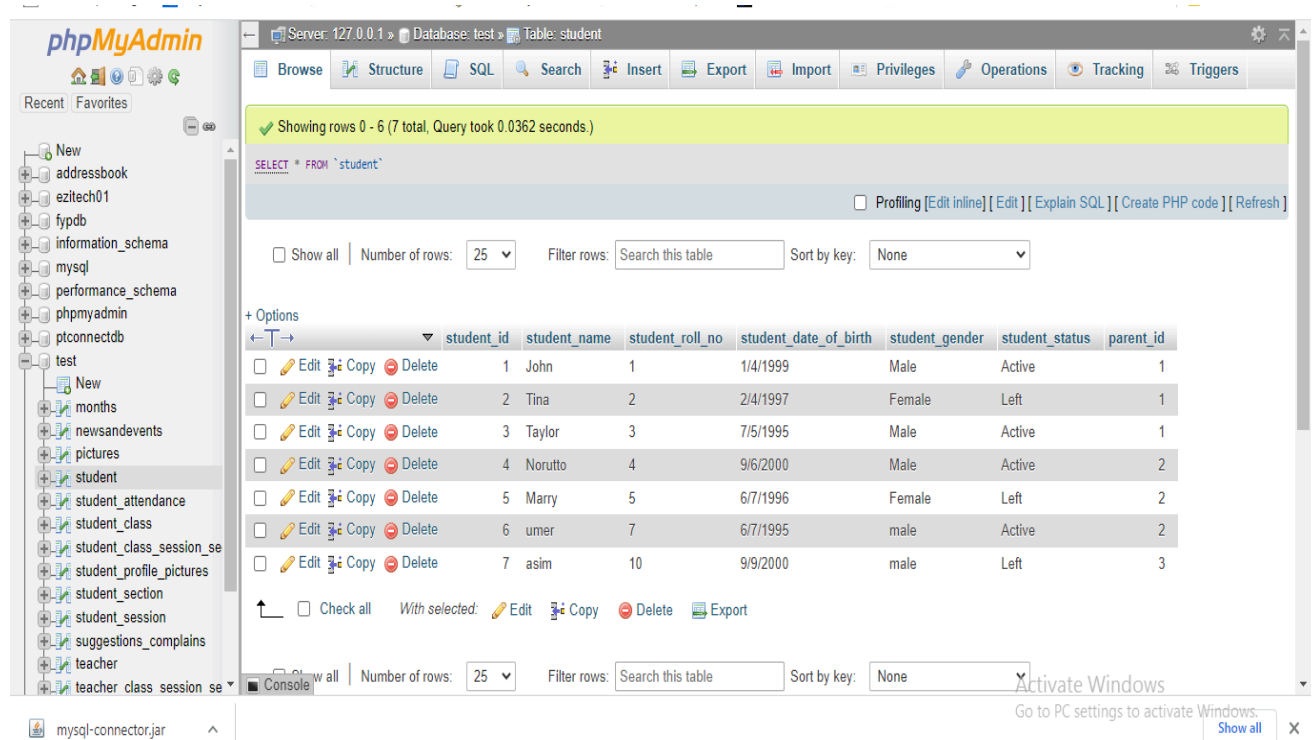 phpMyAdmin
Recent Favorites
New
addressbook
ezitech01
fypdb
information_schema
mysql
performance_schema
phpmyadmin
ptconnectdb
test
New
months
newsandevents
pictures
student
student_attendance
student_class
student_class_session_se
student_profile_pictures
student_section
student_session
suggestions_complains
teacher
teacher_class_session_se
← Server: 127.0.0.1 » Database: test » Table: student
Browse Structure SQL Search Insert Export Import Privileges Operations Tracking Triggers
Showing rows 0 - 6 (7 total, Query took 0.0362 seconds.)
SELECT * FROM `student`
Profiling [Edit inline] [ Edit ] [ Explain SQL ] [ Create PHP code ] [ Refresh ]
Show all | Number of rows: 25 Filter rows: Search this table Sort by key: None
+ Options
←T→ ▼ student_id student_name student_roll_no student_date_of_birth student_gender student_status parent_id
Edit Copy Delete 1 John 1 1/4/1999 Male Active 1
Edit Copy Delete 2 Tina 2 2/4/1997 Female Left 1
Edit Copy Delete 3 Taylor 3 7/5/1995 Male Active 1
Edit Copy Delete 4 Norutto 4 9/6/2000 Male Active 2
Edit Copy Delete 5 Marry 5 6/7/1996 Female Left 2
Edit Copy Delete 6 umer 7 6/7/1995 male Active 2
Edit Copy Delete 7 asim 10 9/9/2000 male Left 3
Check all With selected: Edit Copy Delete Export
Show all | Number of rows: 25 Filter rows: Search this table Sort by key: None
Console
Activate Windows
Go to PC settings to activate Windows.
mysql-connector.jar
Show all X